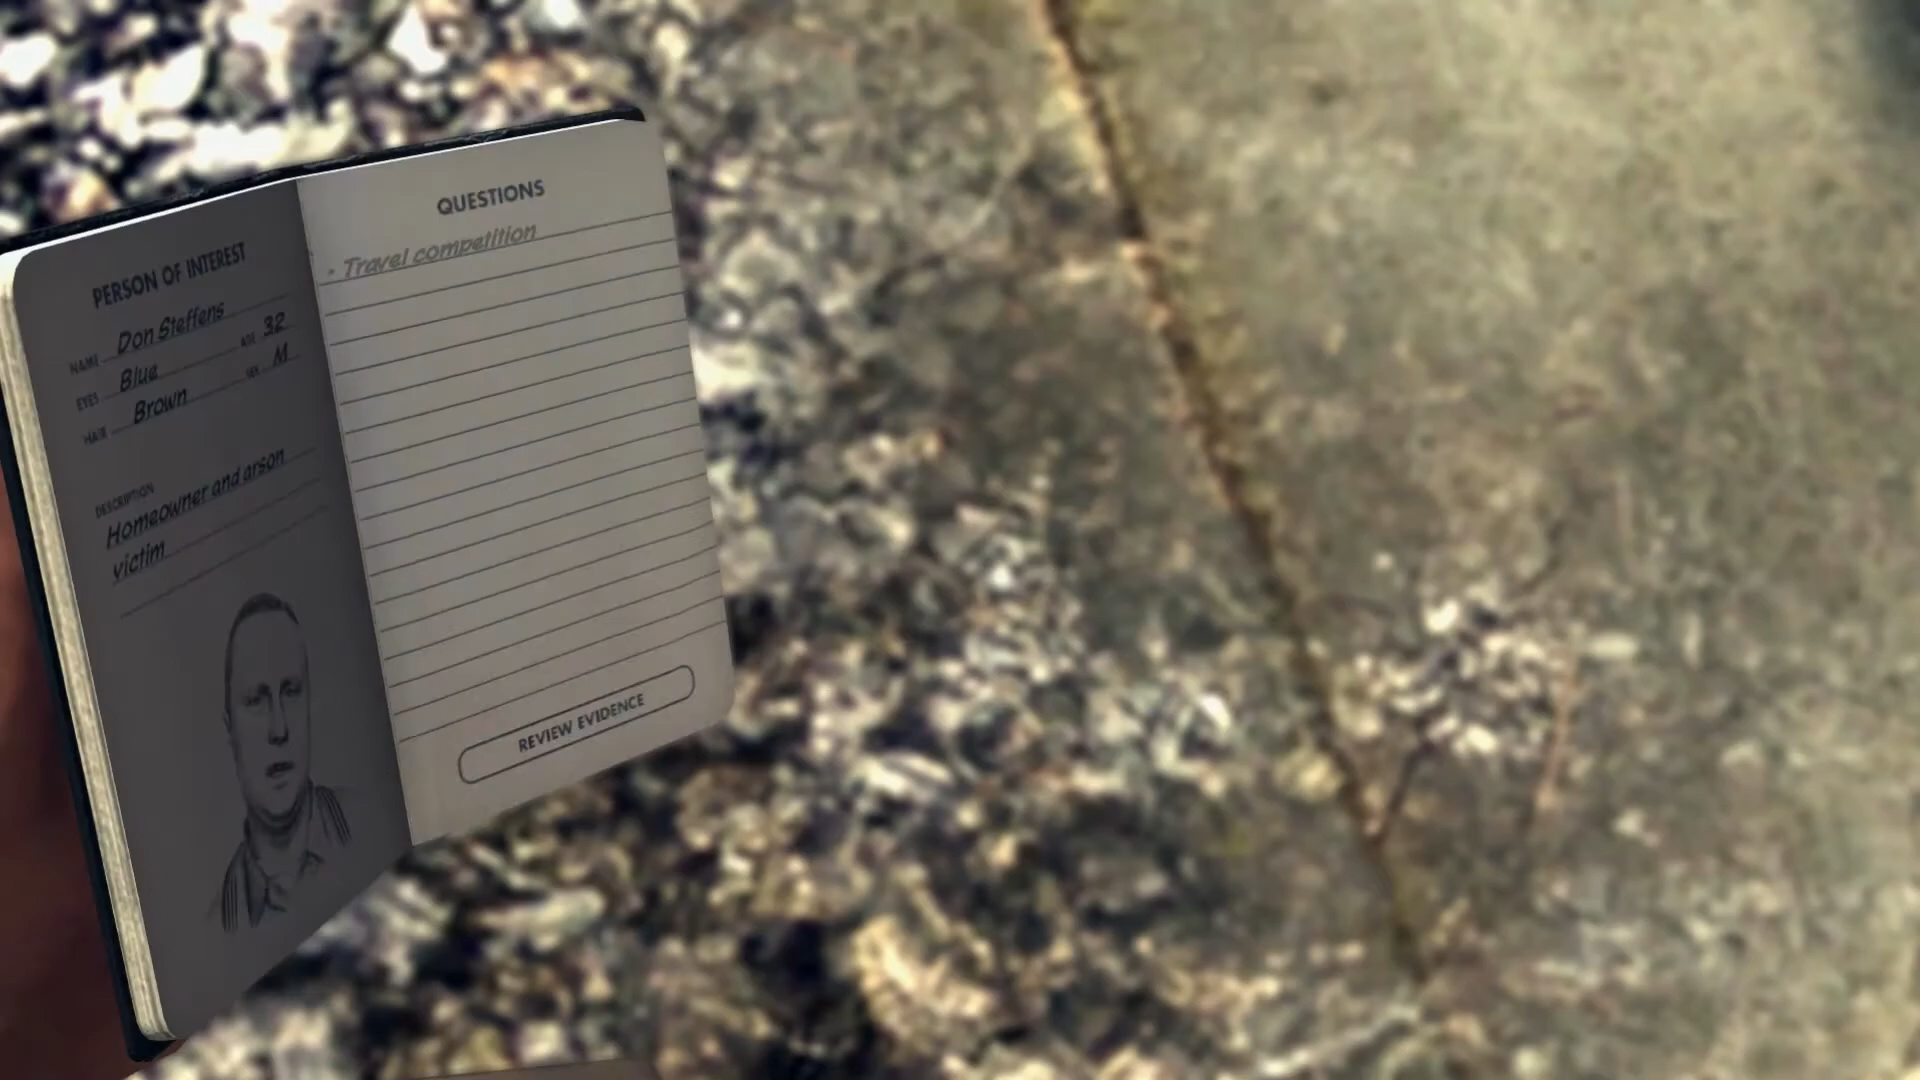 PERSON OF INTEREST
NAME Don Steffens
EYES Blue AGE 32
HAIR Brown SEX M
DESCRIPTION
Homeowner and arson
victim
QUESTIONS
• Travel competition
REVIEW EVIDENCE